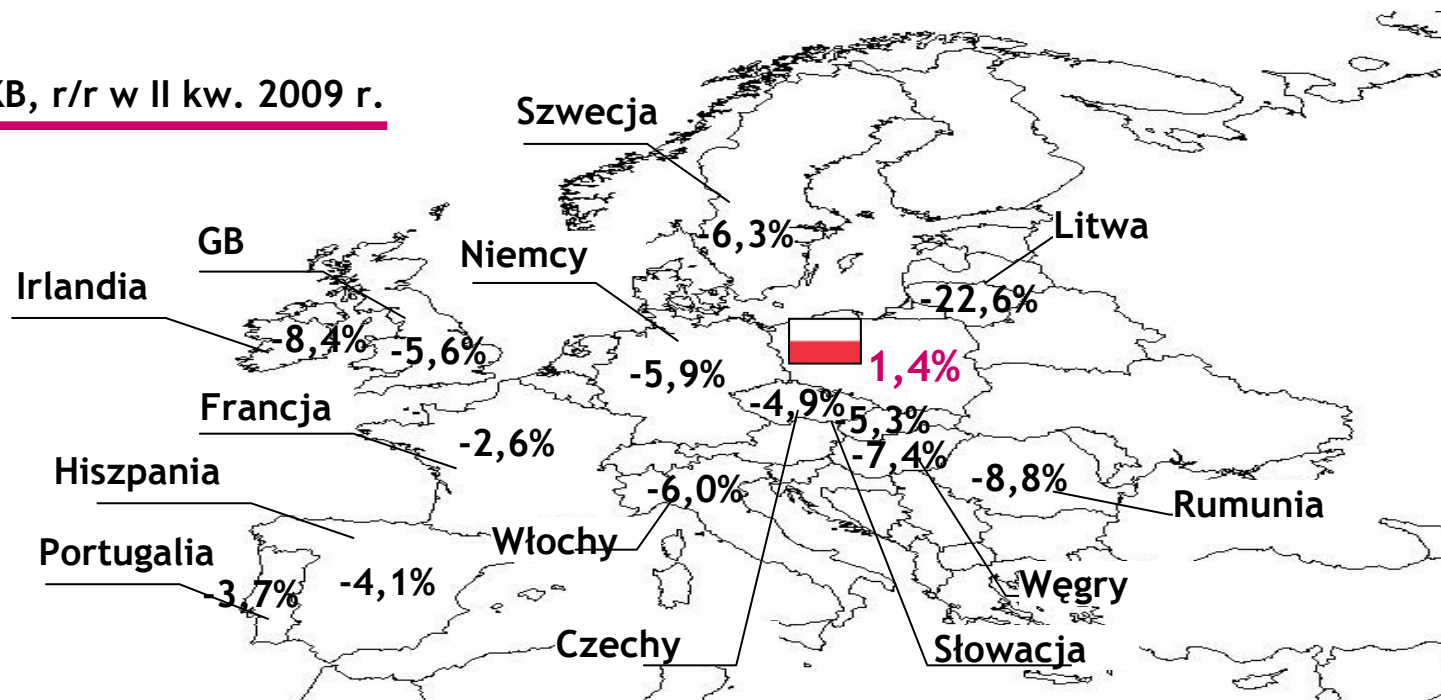 KB, r/r w II kw. 2009 r.
Szwecja
-6,3%
Litwa
-22,6%
GB
-5,6%
Niemcy
-5,9%
Irlandia
-8,4%
1,4%
Francja
-2,6%
-4,9%
-5,3%
-7,4%
Hiszpania
-4,1%
-6,0%
-8,8%
Rumunia
Włochy
Portugalia
-3,7%
Węgry
Czechy
Słowacja